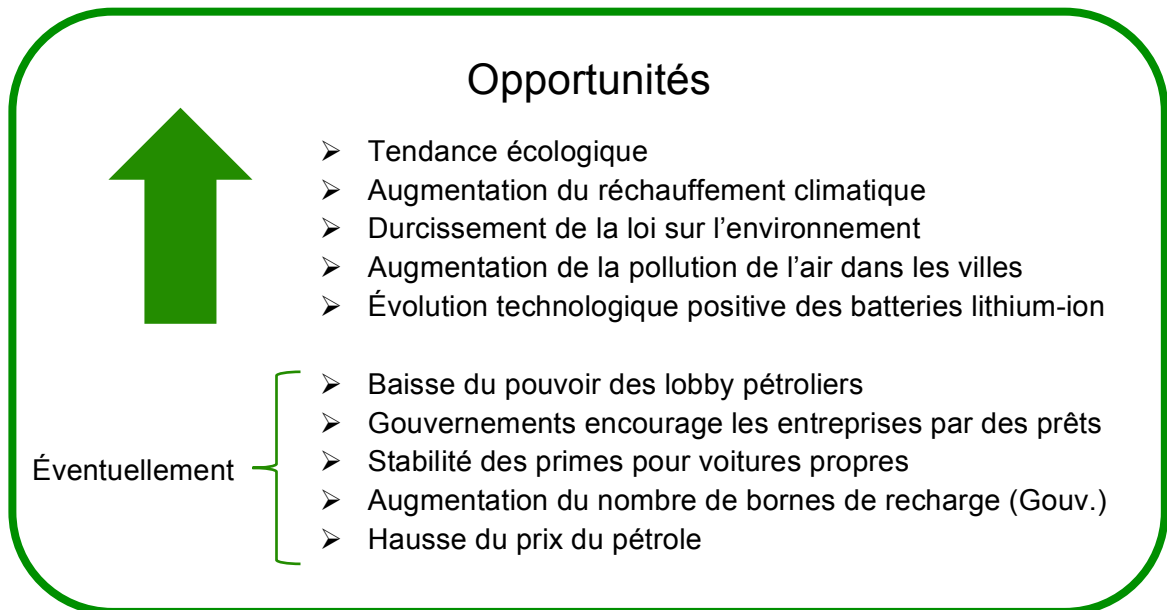 Opportunités
➢ Tendance écologique
➢ Augmentation du réchauffement climatique
➢ Durcissement de la loi sur l’environnement
➢ Augmentation de la pollution de l’air dans les villes
➢ Évolution technologique positive des batteries lithium-ion
Éventuellement
➢ Baisse du pouvoir des lobby pétroliers
➢ Gouvernements encourage les entreprises par des prêts
➢ Stabilité des primes pour voitures propres
➢ Augmentation du nombre de bornes de recharge (Gouv.)
➢ Hausse du prix du pétrole